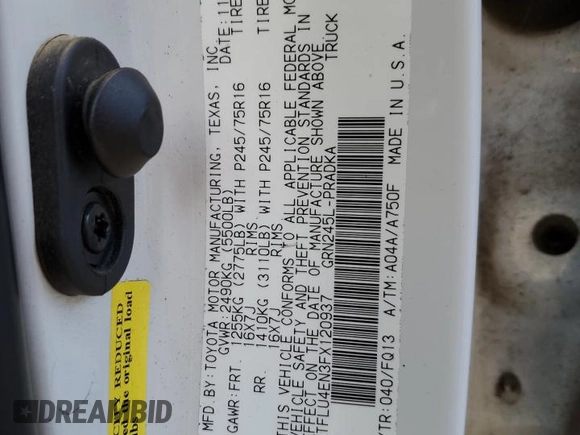 MFD.BY: TOYOTA MOTOR MANUFACTURING, TEXAS, INC. DATE: 11
GVWR: 2490KG (5500LB)
GAWR: FRT. 1255KG (2775LB) WITH P245/75R16 TIRE
16X7J RIMS
RR. 1410KG (3110LB) WITH P245/75R16 TIRE
16X7J RIMS
THIS VEHICLE CONFORMS TO ALL APPLICABLE FEDERAL MO
VEHICLE SAFETY AND THEFT PREVENTION STANDARDS IN
EFFECT ON THE DATE OF MANUFACTURE SHOWN ABOVE.
TFLU4EN3FX120937 TRUCK
GRN245L-PRADKA
/TR: 040/FQ13 A/TM: A04A/A750F MADE IN U.S.A.
CK REDUCED
original load
DREAMBID